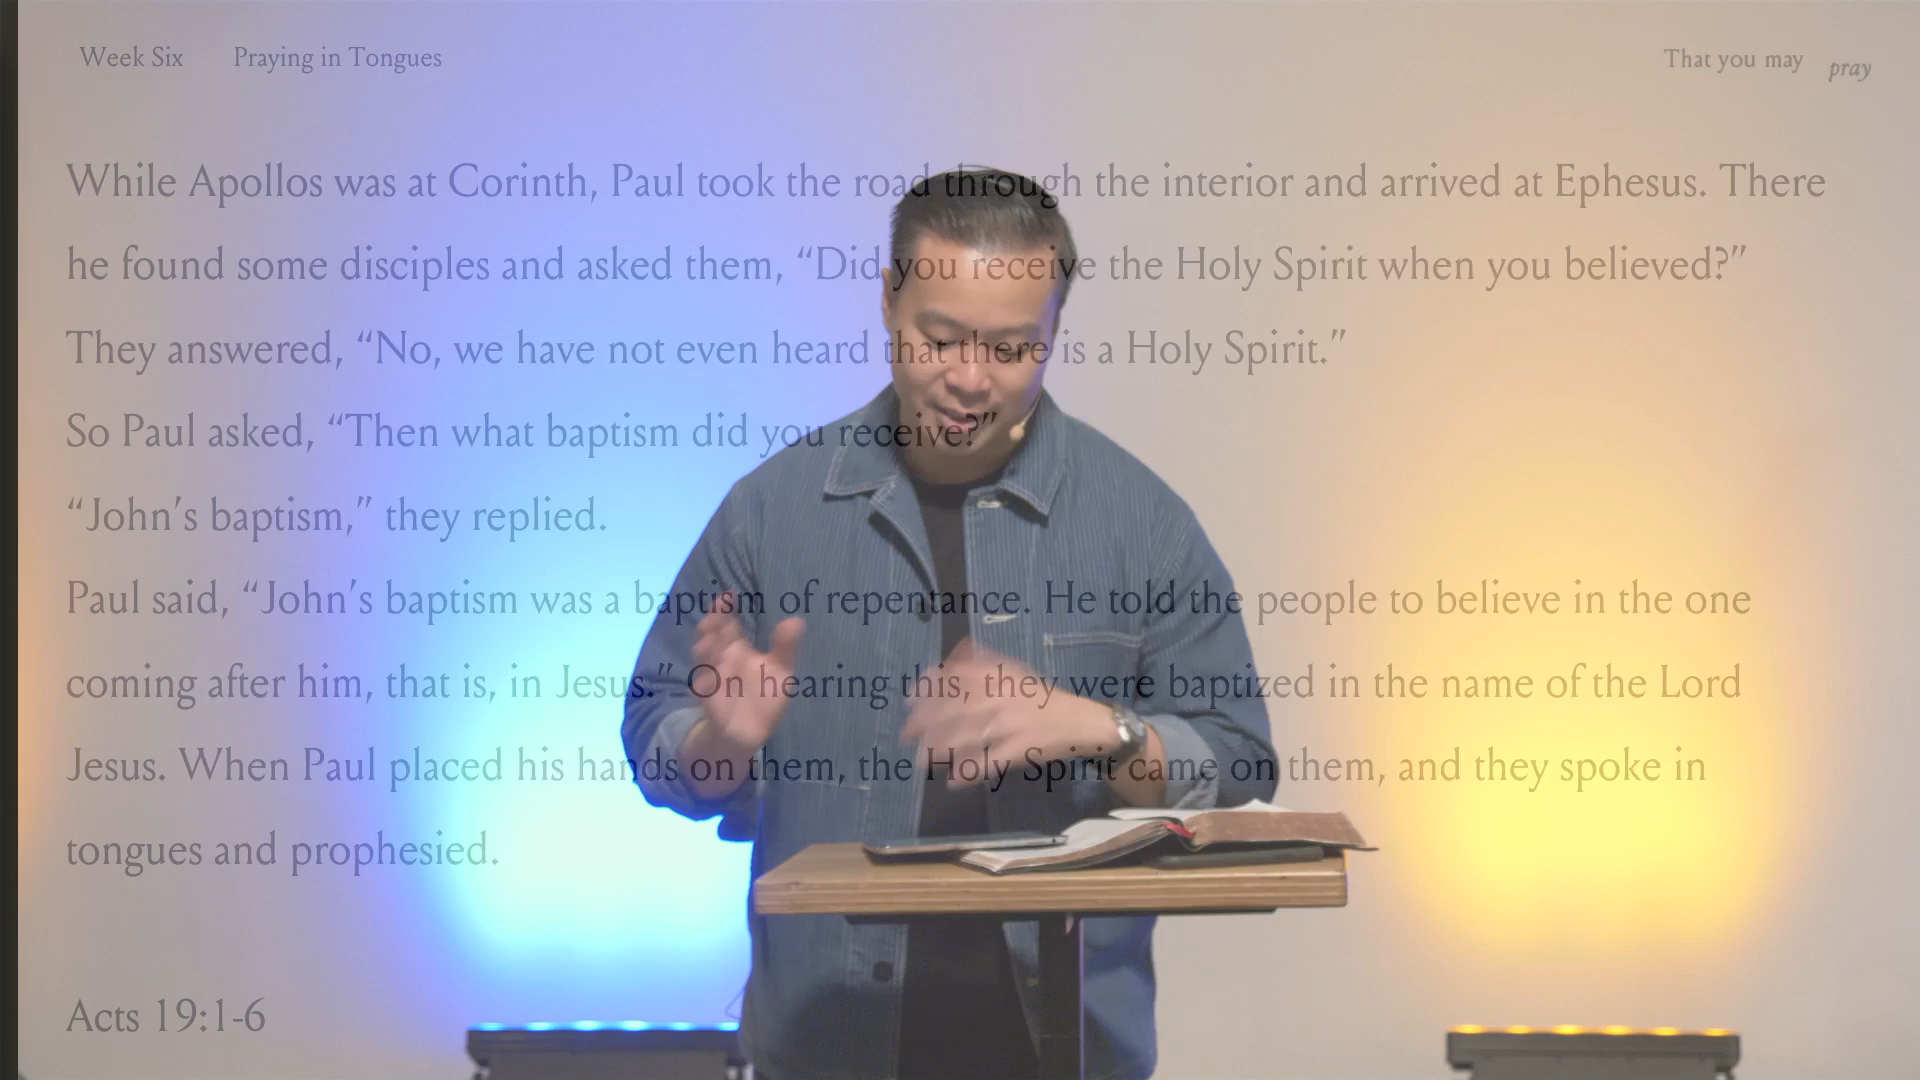 Week Six Praying in Tongues
That you may pray
While Apollos was at Corinth, Paul took the road through the interior and arrived at Ephesus. There
he found some disciples and asked them, “Did you receive the Holy Spirit when you believed?”
They answered, “No, we have not even heard that there is a Holy Spirit.”
So Paul asked, “Then what baptism did you receive?”
“John’s baptism,” they replied.
Paul said, “John’s baptism was a baptism of repentance. He told the people to believe in the one
coming after him, that is, in Jesus.” On hearing this, they were baptized in the name of the Lord
Jesus. When Paul placed his hands on them, the Holy Spirit came on them, and they spoke in
tongues and prophesied.
Acts 19:1-6